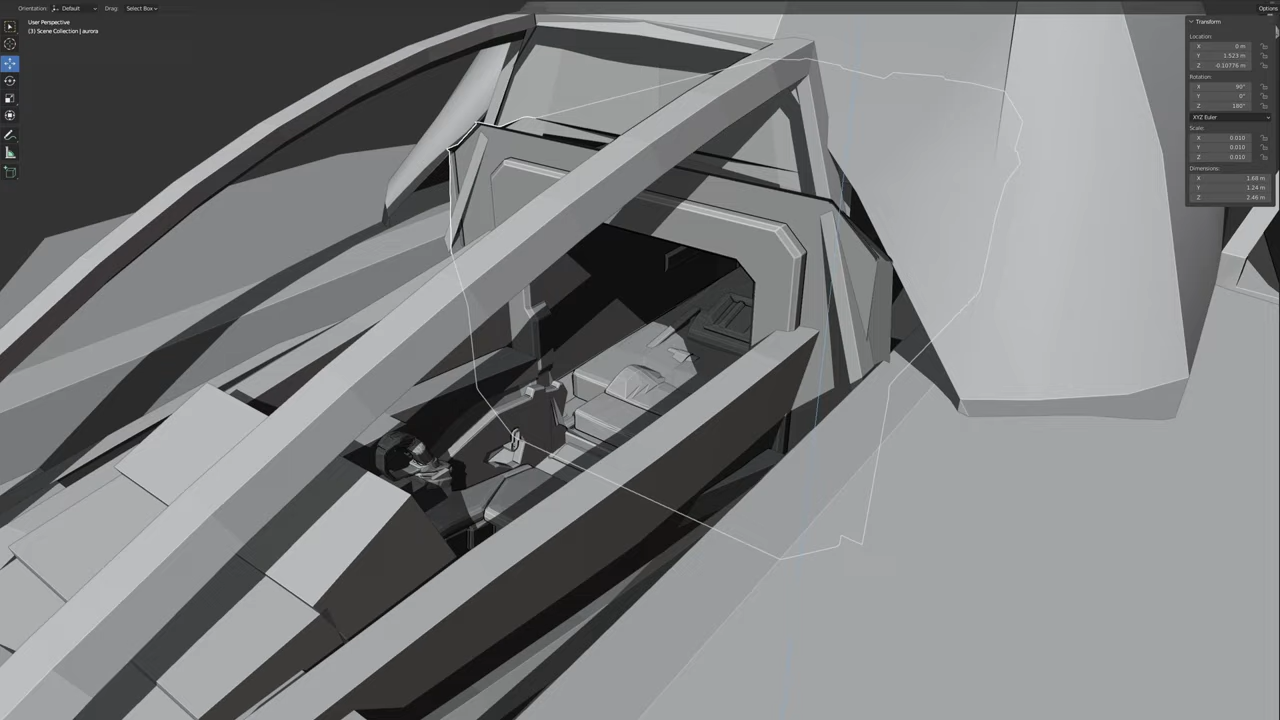 Orientation: Default Drag: Select Box Options
User Perspective
(3) Scene Collection | aurora
Transform
Location:
X 0 m
Y 1.523 m
Z -0.10776 m
Rotation:
X 90°
Y 0°
Z 180°
XYZ Euler
Scale:
X 0.010
Y 0.010
Z 0.010
Dimensions:
X 1.68 m
Y 1.24 m
Z 2.46 m